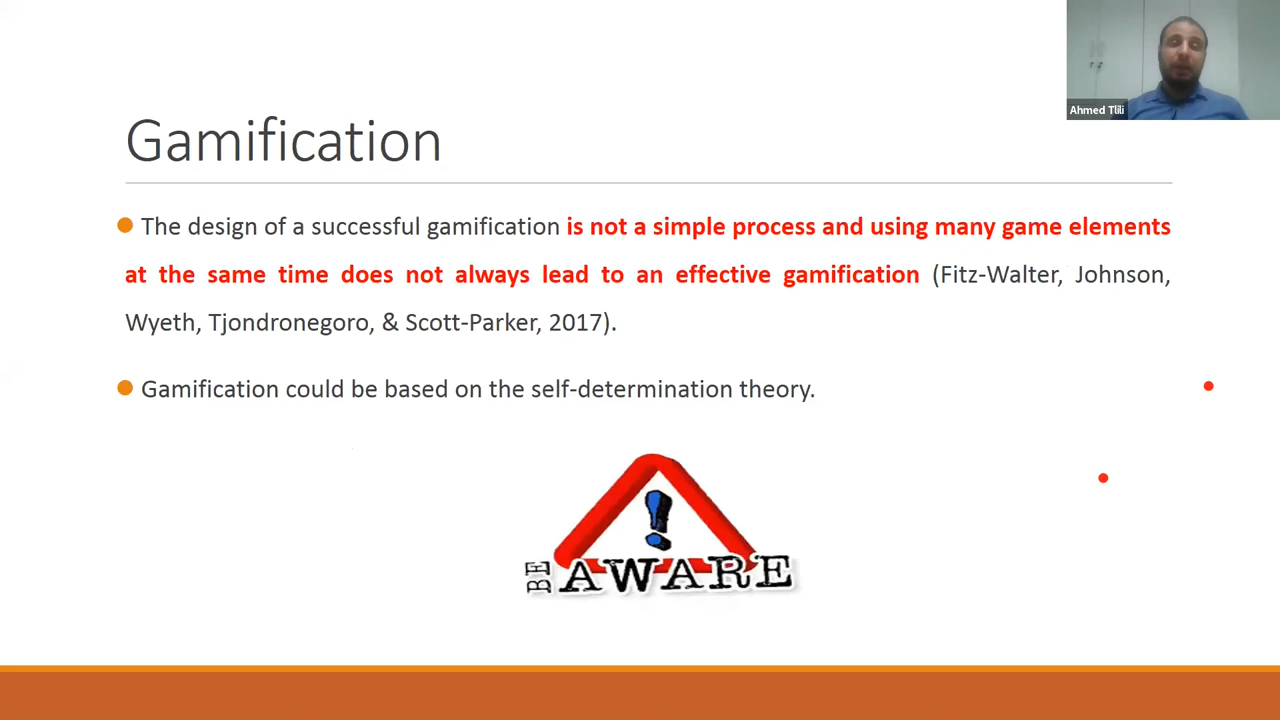 Ahmed Tlili
Gamification
The design of a successful gamification is not a simple process and using many game elements
at the same time does not always lead to an effective gamification (Fitz-Walter, Johnson,
Wyeth, Tjondronegoro, & Scott-Parker, 2017).
Gamification could be based on the self-determination theory.
!
BE AWARE